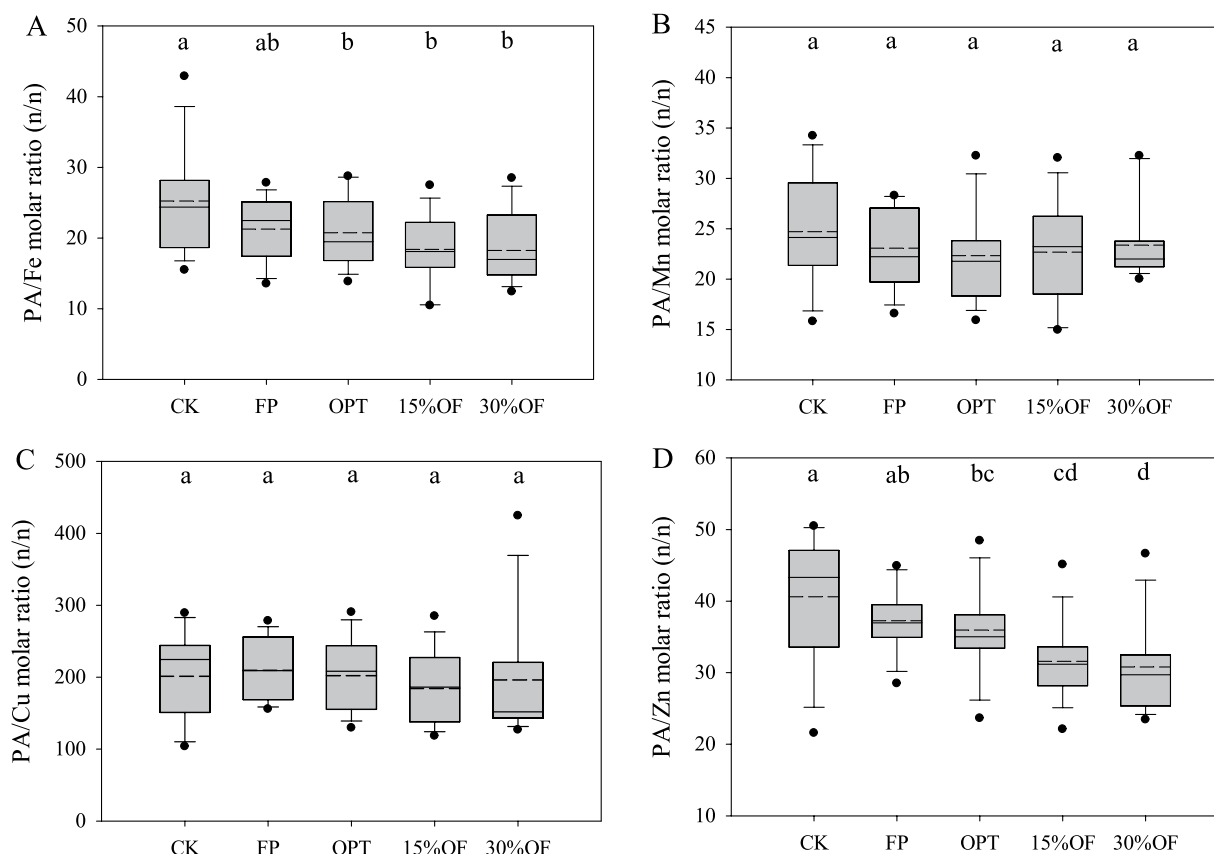 A
PA/Fe molar ratio (n/n)
50
40
30
20
10
0
a ab b b b
CK FP OPT 15%OF 30%OF
B
PA/Mn molar ratio (n/n)
45
40
35
30
25
20
15
10
a a a a a
CK FP OPT 15%OF 30%OF
C
PA/Cu molar ratio (n/n)
500
400
300
200
100
0
a a a a a
CK FP OPT 15%OF 30%OF
D
PA/Zn molar ratio (n/n)
60
50
40
30
20
10
a ab bc cd d
CK FP OPT 15%OF 30%OF